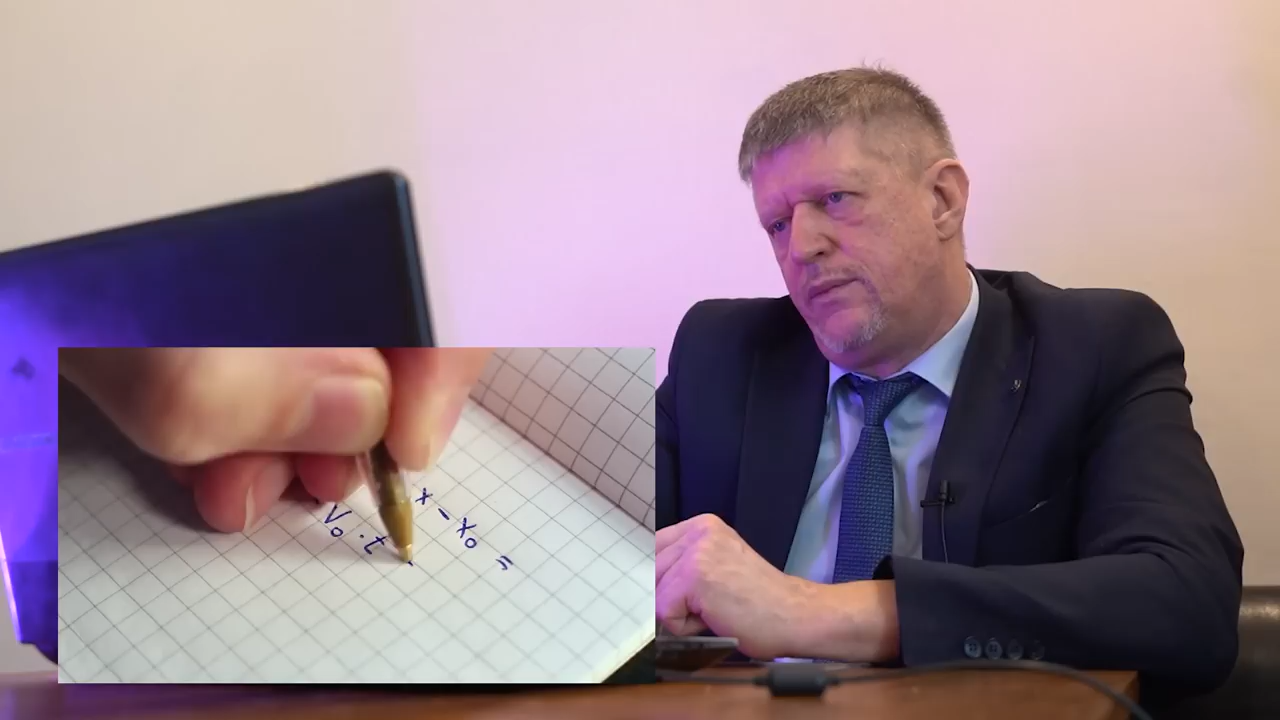 x - x₀ =
V₀ · t